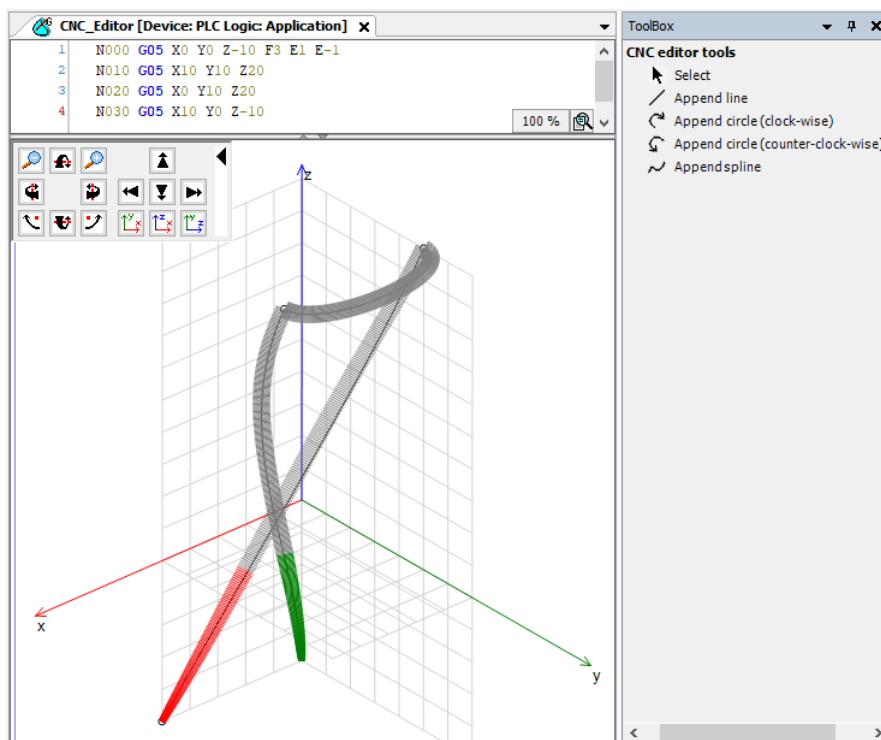 CNC_Editor [Device: PLC Logic: Application]
1 N000 G05 X0 Y0 Z-10 F3 E1 E-1
2 N010 G05 X10 Y10 Z20
3 N020 G05 X0 Y10 Z20
4 N030 G05 X10 Y0 Z-10
100 %
y x
z x
y z
z
x
y
ToolBox
CNC editor tools
Select
Append line
Append circle (clock-wise)
Append circle (counter-clock-wise)
Append spline